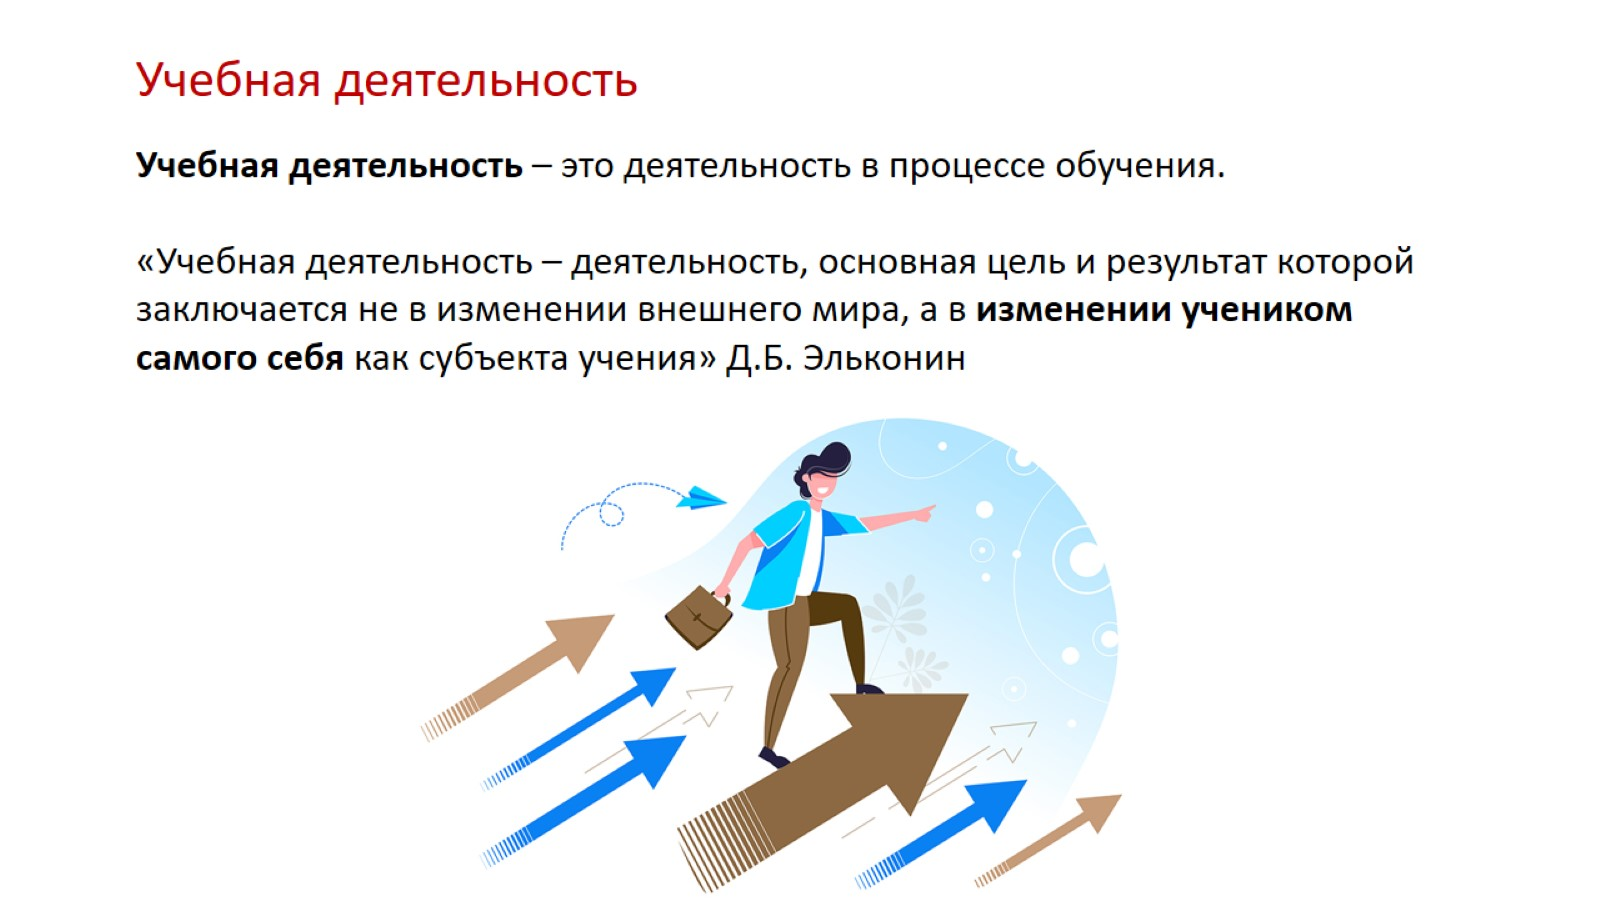 Учебная деятельность
Учебная деятельность – это деятельность в процессе обучения.
«Учебная деятельность – деятельность, основная цель и результат которой
заключается не в изменении внешнего мира, а в изменении учеником
самого себя как субъекта учения» Д.Б. Эльконин